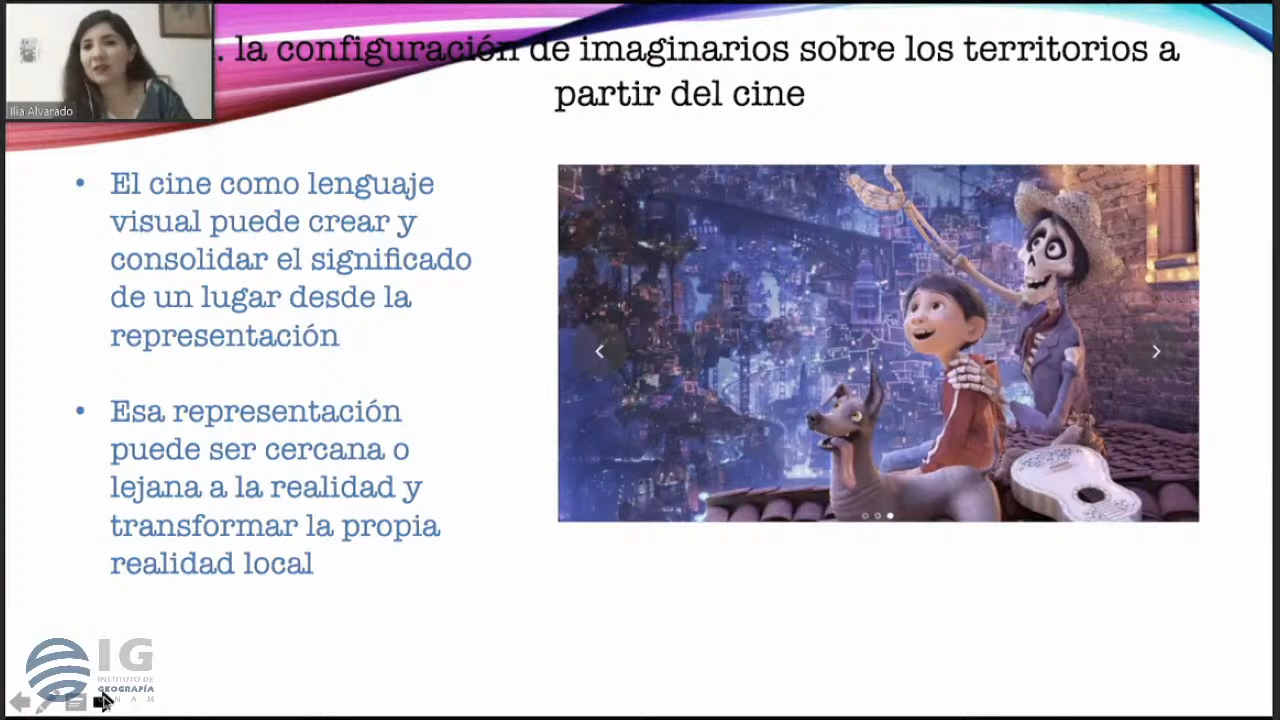 Ilia Alvarado
. la configuración de imaginarios sobre los territorios a
partir del cine
• El cine como lenguaje
visual puede crear y
consolidar el significado
de un lugar desde la
representación
• Esa representación
puede ser cercana o
lejana a la realidad y
transformar la propia
realidad local
IG
INSTITUTO DE
GEOGRAFÍA
N A M